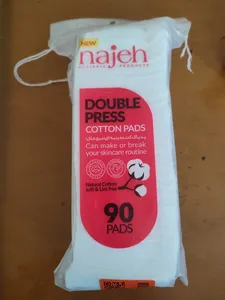 NEW
najeh
DOUBLE
PRESS
COTTON PADS
Can make or break
your skincare routine
Natural Cotton
Soft & Lint free
90
PADS